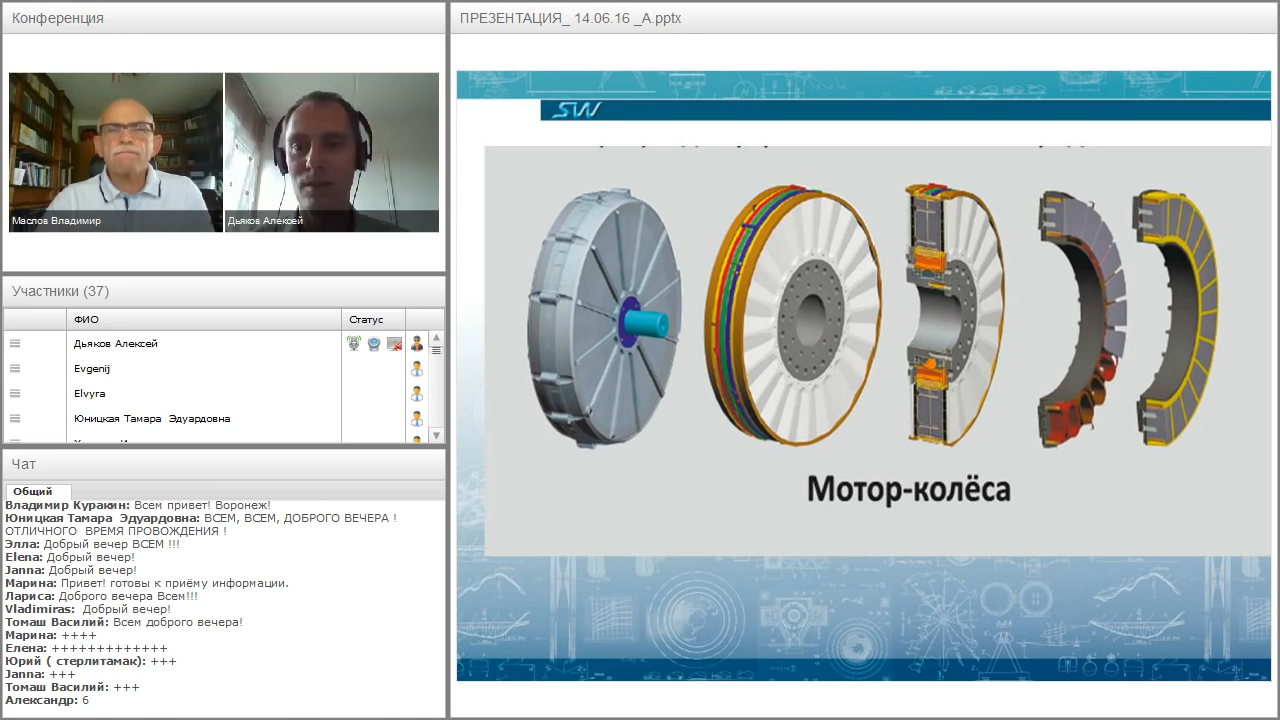 Конференция
Маслов Владимир
Дьяков Алексей
Участники (37)
ФИО
Статус
Дьяков Алексей
Evgenij
Elvyra
Юницкая Тамара Эдуардовна
Чат
Общий
Владимир Куракин: Всем привет! Воронеж!
Юницкая Тамара Эдуардовна: ВСЕМ, ВСЕМ, ДОБРОГО ВЕЧЕРА !
ОТЛИЧНОГО ВРЕМЯ ПРОВОЖДЕНИЯ !
Элла: Добрый вечер ВСЕМ !!!
Elena: Добрый вечер!
Janna: Добрый вечер!
Марина: Привет! готовы к приёму информации.
Лариса: Доброго вечера Всем!!!
Vladimiras: Добрый вечер!
Томаш Василий: Всем доброго вечера!
Марина: ++++
Елена: +++++++++++++
Юрий ( стерлитамак): +++
Janna: +++
Томаш Василий: +++
Александр: 6
ПРЕЗЕНТАЦИЯ_ 14.06.16 _A.pptx
SW
Мотор-колёса